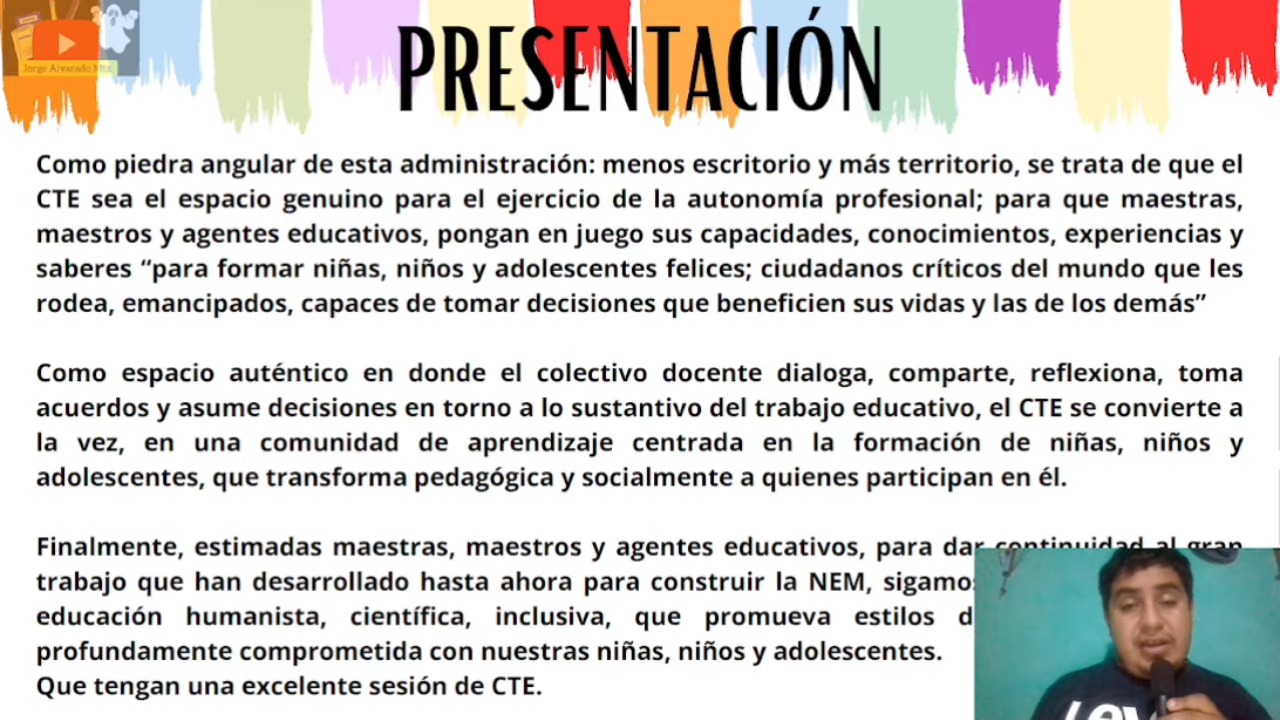 Jorge Alvarado Mtz.
PRESENTACIÓN
Como piedra angular de esta administración: menos escritorio y más territorio, se trata de que el
CTE sea el espacio genuino para el ejercicio de la autonomía profesional; para que maestras,
maestros y agentes educativos, pongan en juego sus capacidades, conocimientos, experiencias y
saberes “para formar niñas, niños y adolescentes felices; ciudadanos críticos del mundo que les
rodea, emancipados, capaces de tomar decisiones que beneficien sus vidas y las de los demás”
Como espacio auténtico en donde el colectivo docente dialoga, comparte, reflexiona, toma
acuerdos y asume decisiones en torno a lo sustantivo del trabajo educativo, el CTE se convierte a
la vez, en una comunidad de aprendizaje centrada en la formación de niñas, niños y
adolescentes, que transforma pedagógica y socialmente a quienes participan en él.
Finalmente, estimadas maestras, maestros y agentes educativos, para dar continuidad al gran
trabajo que han desarrollado hasta ahora para construir la NEM, sigamos
educación humanista, científica, inclusiva, que promueva estilos
profundamente comprometida con nuestras niñas, niños y adolescentes.
Que tengan una excelente sesión de CTE.